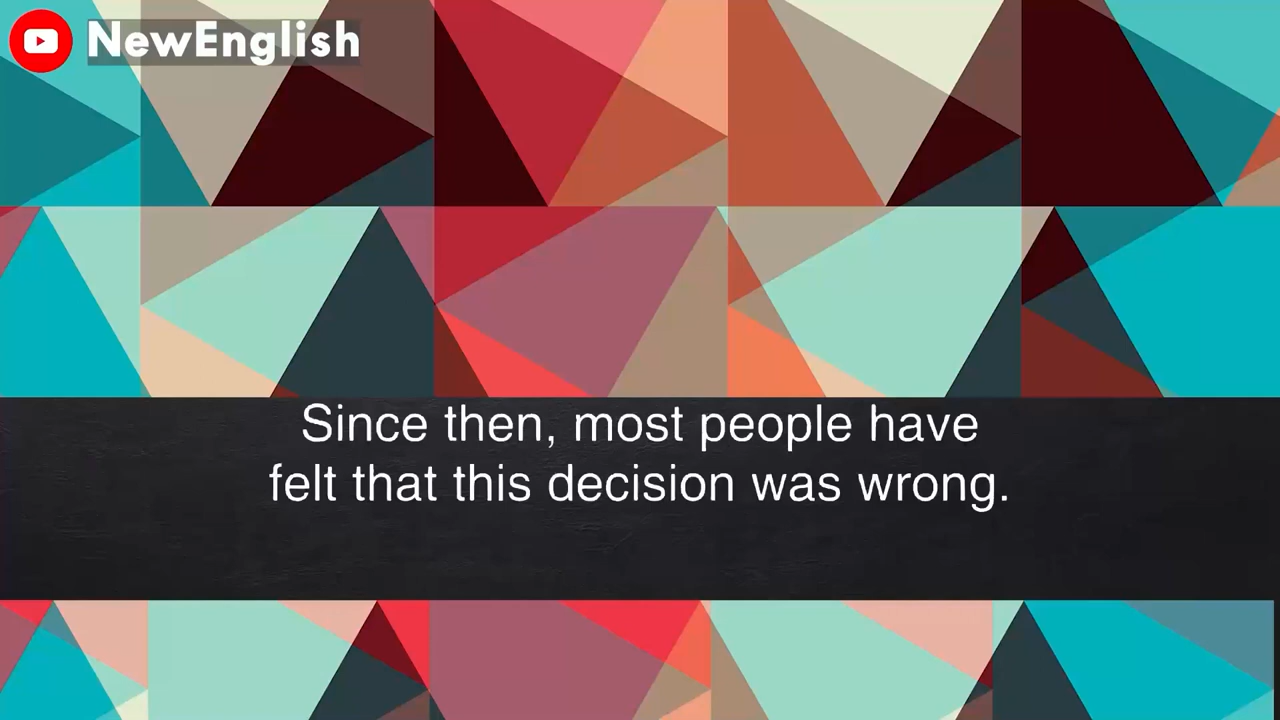 NewEnglish
Since then, most people have
felt that this decision was wrong.